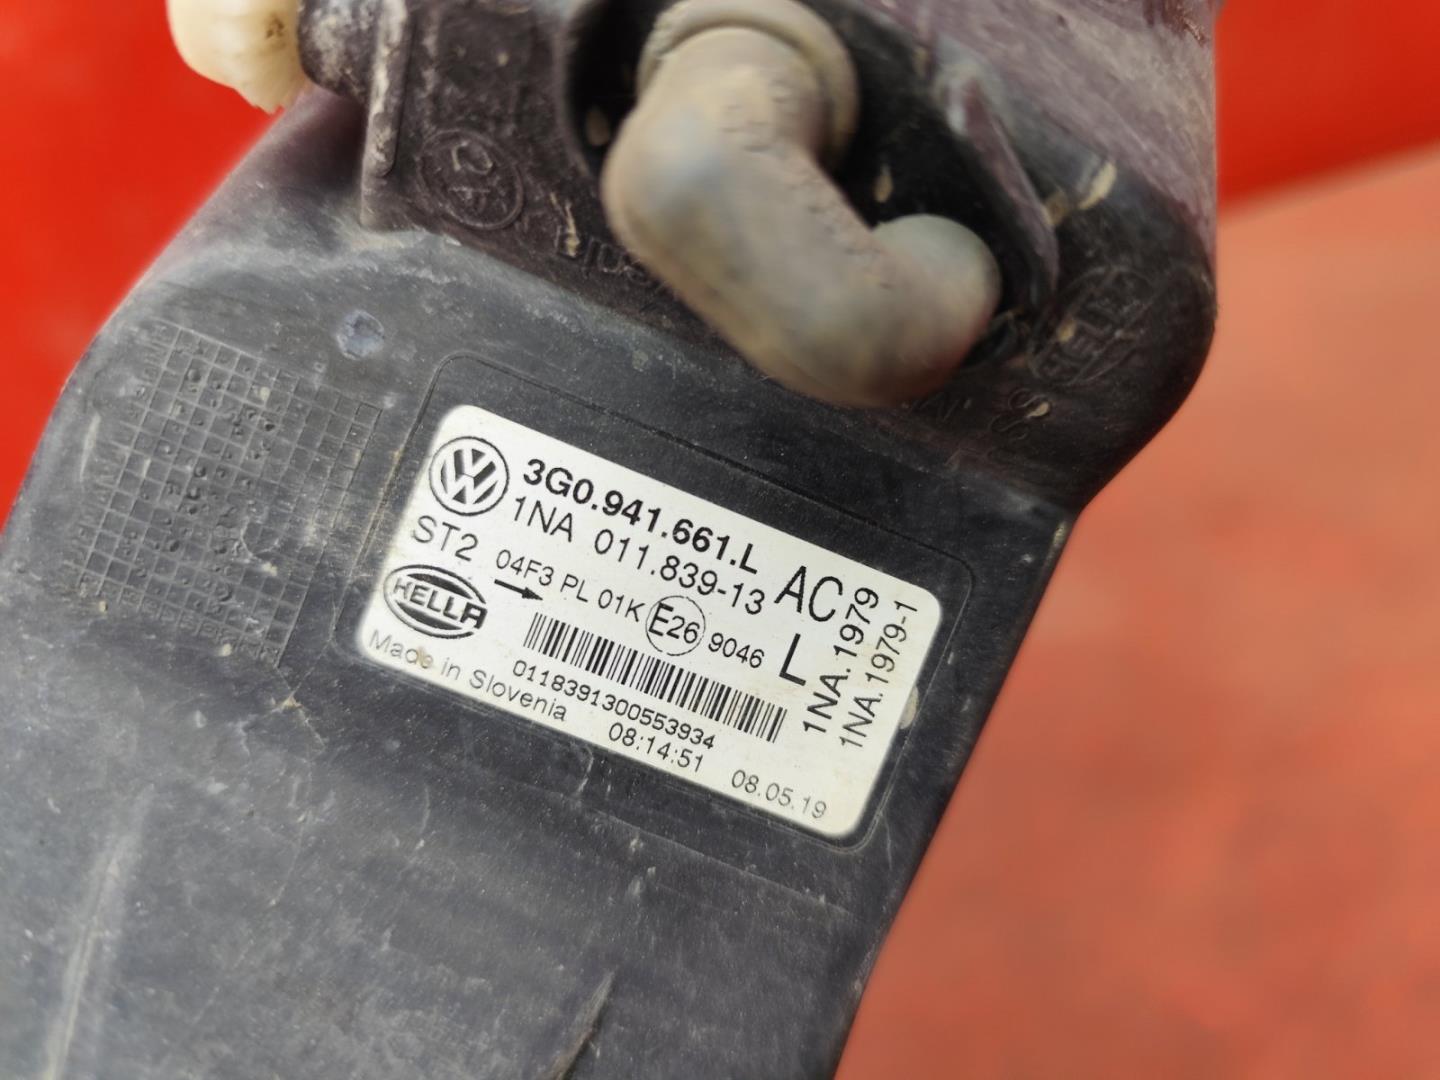 3G0.941.661.L
1NA 011.839-13
AC
ST2 04F3 PL 01K E26 9046 L
HELLA
Made in Slovenia
0118391300553934
08:14:51 08.05.19
1NA.1979
1NA.1979-1